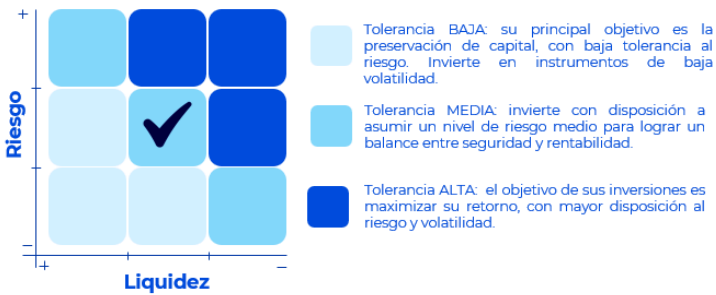 +
Riesgo
−
+
−
Liquidez
Tolerancia BAJA: su principal objetivo es la
preservación de capital, con baja tolerancia al
riesgo. Invierte en instrumentos de baja
volatilidad.
Tolerancia MEDIA: invierte con disposición a
asumir un nivel de riesgo medio para lograr un
balance entre seguridad y rentabilidad.
Tolerancia ALTA: el objetivo de sus inversiones es
maximizar su retorno, con mayor disposición al
riesgo y volatilidad.